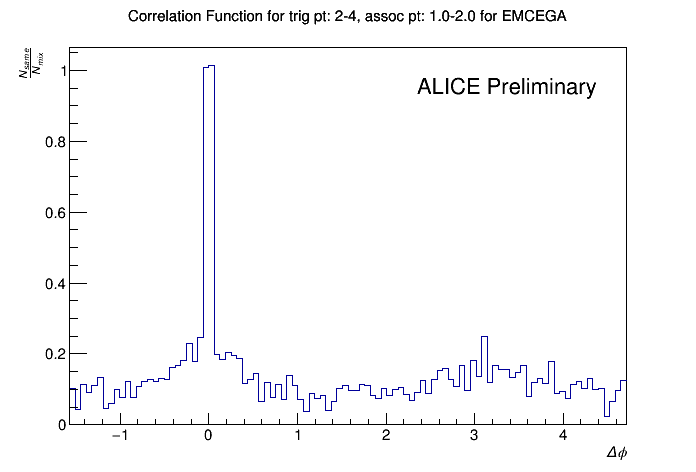 Correlation Function for trig pt: 2-4, assoc pt: 1.0-2.0 for EMCEGA
N_same
N_mix
ALICE Preliminary
1
0.8
0.6
0.4
0.2
0
−1 0 1 2 3 4
Δϕ